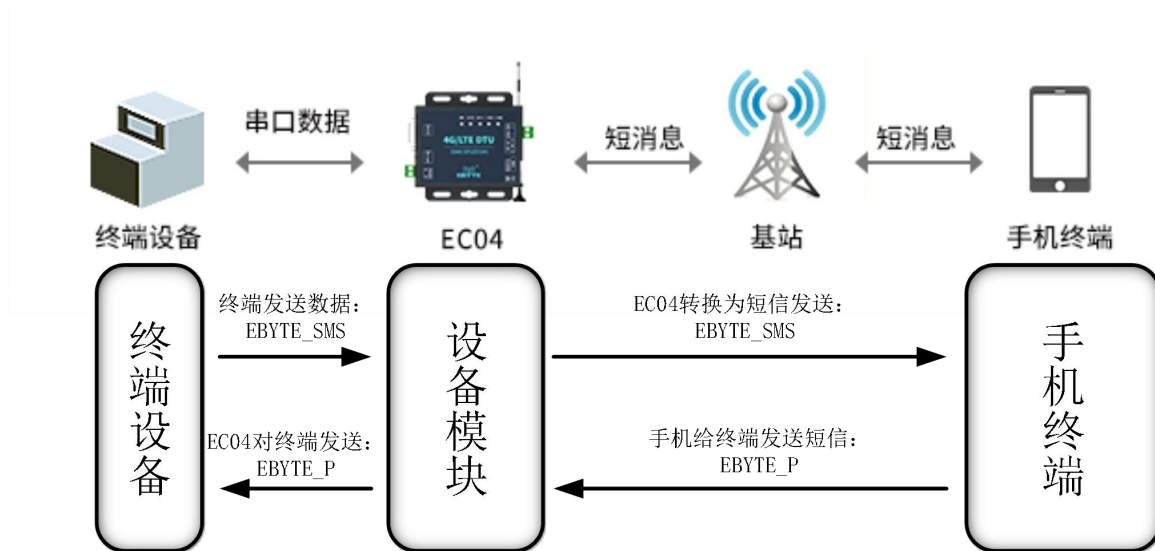 串口数据
短消息
短消息
4G/LTE DTU
EBYTE
终端设备
EC04
基站
手机终端
终端发送数据：
EBYTE_SMS
EC04转换为短信发送：
EBYTE_SMS
终端设备
设备模块
手机终端
EC04对终端发送：
EBYTE_P
手机给终端发送短信：
EBYTE_P